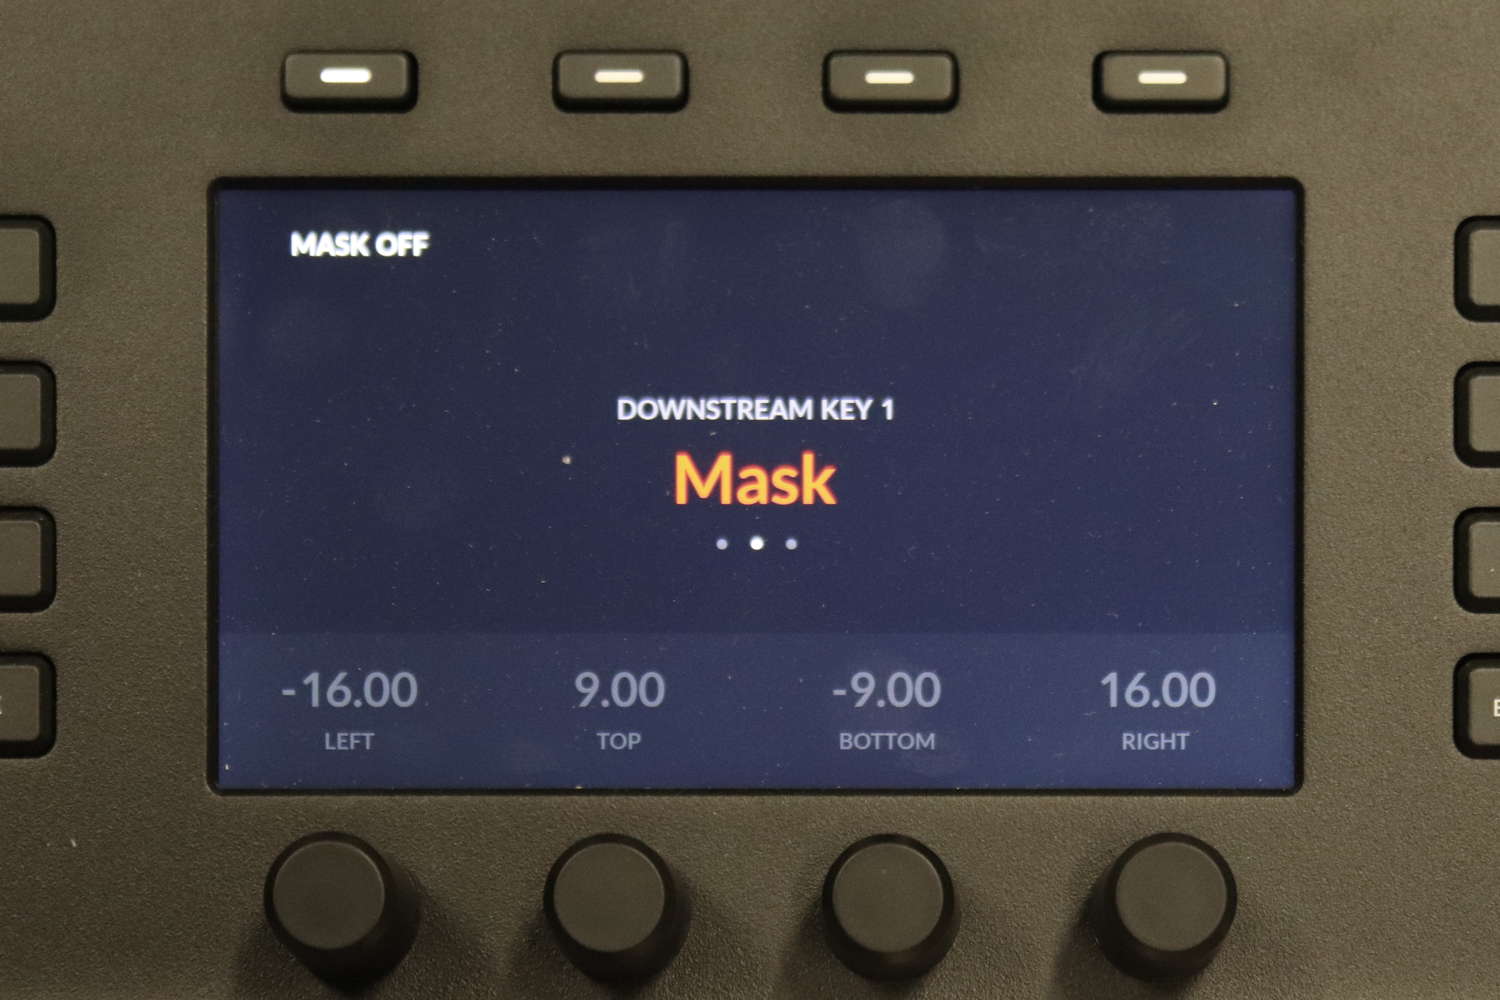 MASK OFF
DOWNSTREAM KEY 1
Mask
-16.00 9.00 -9.00 16.00
LEFT TOP BOTTOM RIGHT